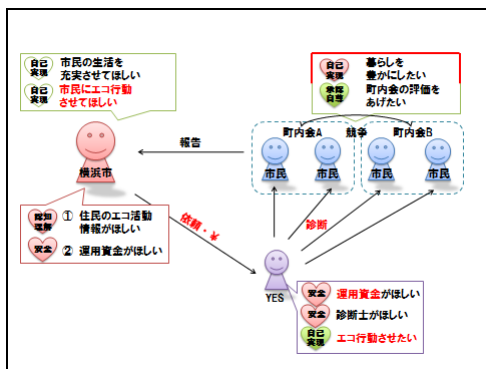 自己
実現
市民の生活を
充実させてほしい
自己
実現
市民にエコ行動
させてほしい
自己
実現
暮らしを
豊かにしたい
承認
自尊
町内会の評価を
あげたい
町内会A
競争
町内会B
報告
市民
市民
市民
市民
横浜市
認知
理解
① 住民のエコ活動
情報がほしい
安全
② 運用資金がほしい
依頼・
診断
YES
安全
運用資金がほしい
安全
診断士がほしい
自己
実現
エコ行動させたい